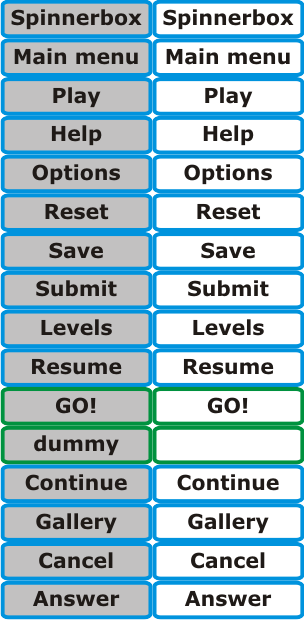 Spinnerbox Spinnerbox
Main menu Main menu
Play Play
Help Help
Options Options
Reset Reset
Save Save
Submit Submit
Levels Levels
Resume Resume
GO! GO!
dummy
Continue Continue
Gallery Gallery
Cancel Cancel
Answer Answer